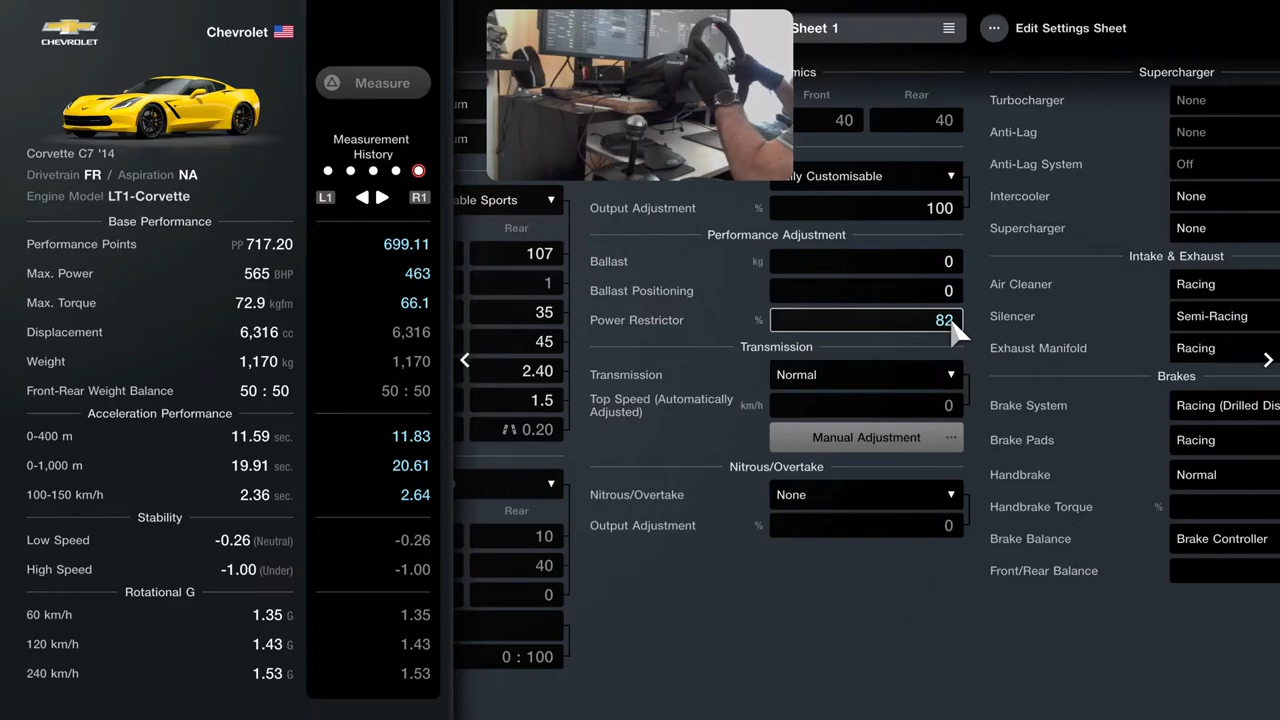 CHEVROLET
Chevrolet
Corvette C7 '14
Drivetrain FR / Aspiration NA
Engine Model LT1-Corvette
Base Performance
Performance Points PP 717.20 699.11
Max. Power 565 BHP 463
Max. Torque 72.9 kgfm 66.1
Displacement 6,316 cc 6,316
Weight 1,170 kg 1,170
Front-Rear Weight Balance 50 : 50 50 : 50
Acceleration Performance
0-400 m 11.59 sec. 11.83
0-1,000 m 19.91 sec. 20.61
100-150 km/h 2.36 sec. 2.64
Stability
Low Speed -0.26 (Neutral) -0.26
High Speed -1.00 (Under) -1.00
Rotational G
60 km/h 1.35 G 1.35
120 km/h 1.43 G 1.43
240 km/h 1.53 G 1.53
Measure
Measurement
History
L1 R1
Rear
107
1
35
45
2.40
1.5
0.20
Rear
10
40
0
0 : 100
Sheet 1
Edit Settings Sheet
Front Rear
40 40
Customisable
Output Adjustment % 100
Performance Adjustment
Ballast kg 0
Ballast Positioning 0
Power Restrictor % 82
Transmission
Transmission Normal
Top Speed (Automatically
Adjusted) km/h 0
Manual Adjustment
Nitrous/Overtake
Nitrous/Overtake None
Output Adjustment % 0
Supercharger
Turbocharger None
Anti-Lag None
Anti-Lag System Off
Intercooler None
Supercharger None
Intake & Exhaust
Air Cleaner Racing
Silencer Semi-Racing
Exhaust Manifold Racing
Brakes
Brake System Racing (Drilled Dis
Brake Pads Racing
Handbrake Normal
Handbrake Torque %
Brake Balance Brake Controller
Front/Rear Balance